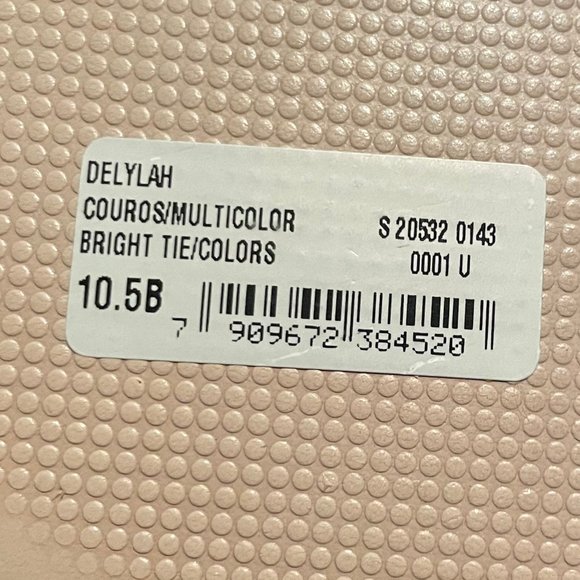 DELYLAH
COUROS/MULTICOLOR S 20532 0143
BRIGHT TIE/COLORS 0001 U
10.5B
7 909672 384520